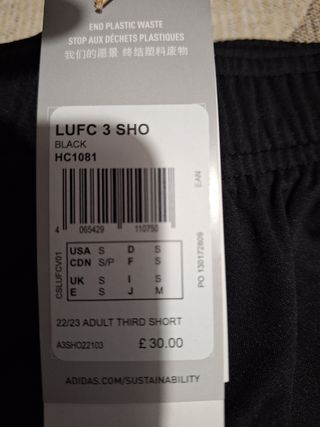 END PLASTIC WASTE
STOP AUX DÉCHETS PLASTIQUES
我们的愿景 终结塑料废物
LUFC 3 SHO
BLACK
HC1081
4 065429 110750
EAN
PO 130172809
CSLLUFCV01
USA S D S
CDN S/P F S
UK S I S
E S J M
22/23 ADULT THIRD SHORT
A3SHO22103 £30.00
ADIDAS.COM/SUSTAINABILITY